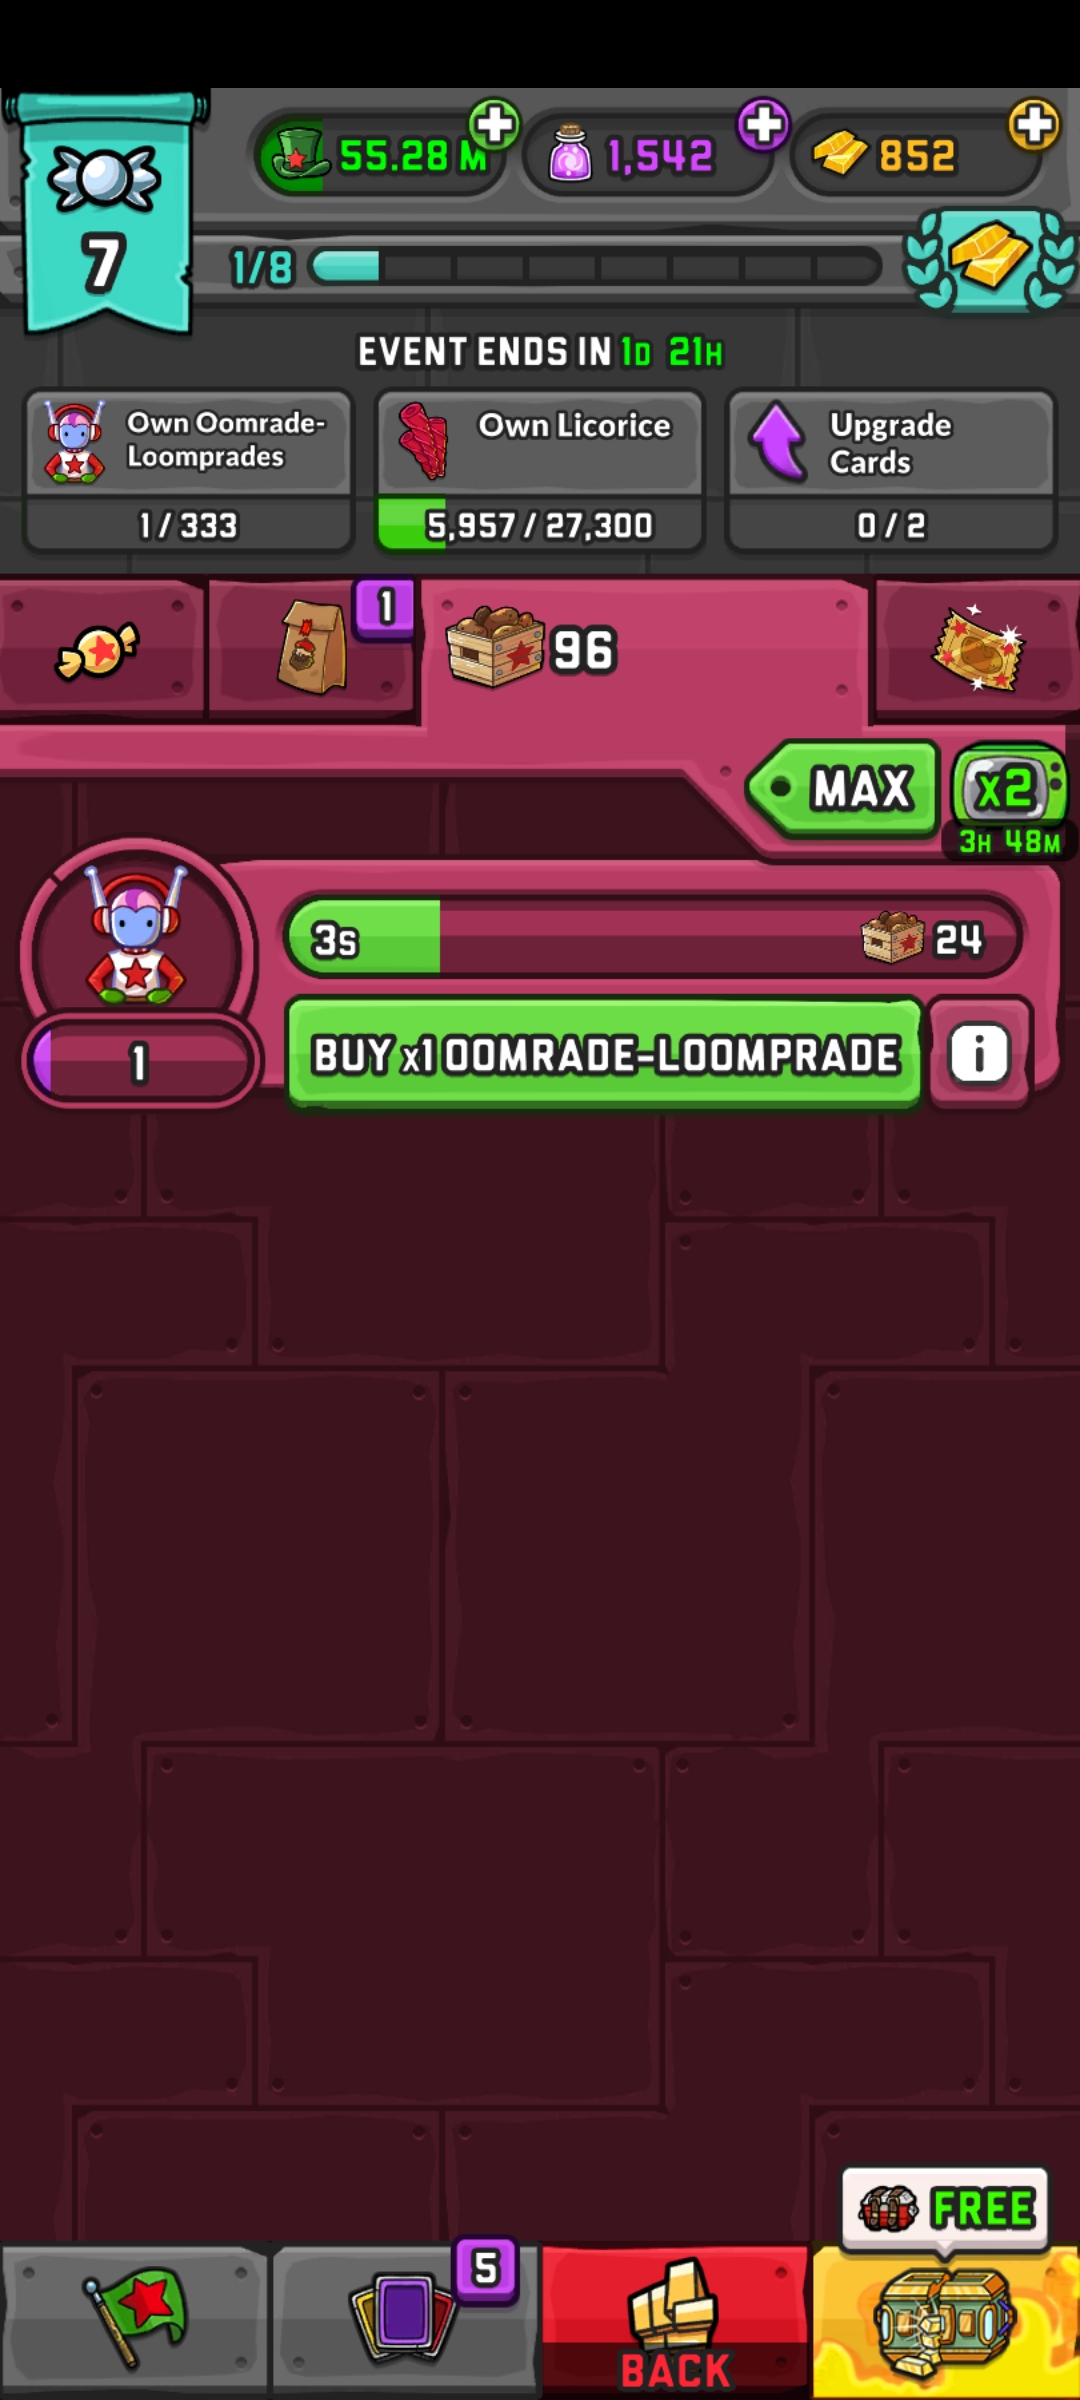 55.28 M
1,542
852
7
1/8
EVENT ENDS IN 1D 21H
Own Oomrade-
Loomprades
1 / 333
Own Licorice
5,957 / 27,300
Upgrade
Cards
0 / 2
1
96
MAX
x2
3H 48M
3s
24
1
BUY x1 OOMRADE-LOOMPRADE
i
FREE
5
BACK